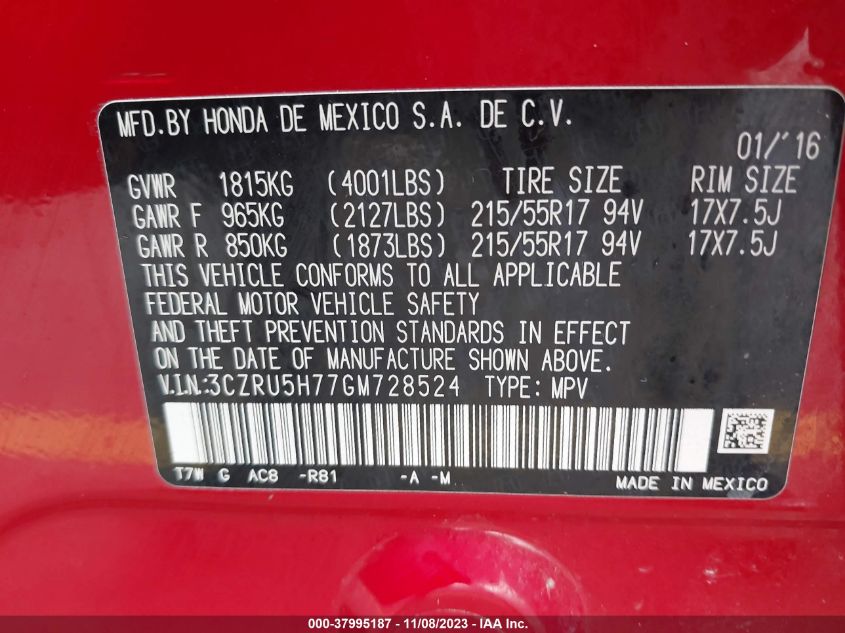 MFD.BY HONDA DE MEXICO S.A. DE C.V.
01/'16
GVWR 1815KG (4001LBS) TIRE SIZE RIM SIZE
GAWR F 965KG (2127LBS) 215/55R17 94V 17X7.5J
GAWR R 850KG (1873LBS) 215/55R17 94V 17X7.5J
THIS VEHICLE CONFORMS TO ALL APPLICABLE
FEDERAL MOTOR VEHICLE SAFETY
AND THEFT PREVENTION STANDARDS IN EFFECT
ON THE DATE OF MANUFACTURE SHOWN ABOVE.
V.I.N:3CZRU5H77GM728524 TYPE: MPV
T7W G AC8 -R81 -A -M
MADE IN MEXICO
000-37995187 - 11/08/2023 - IAA Inc.